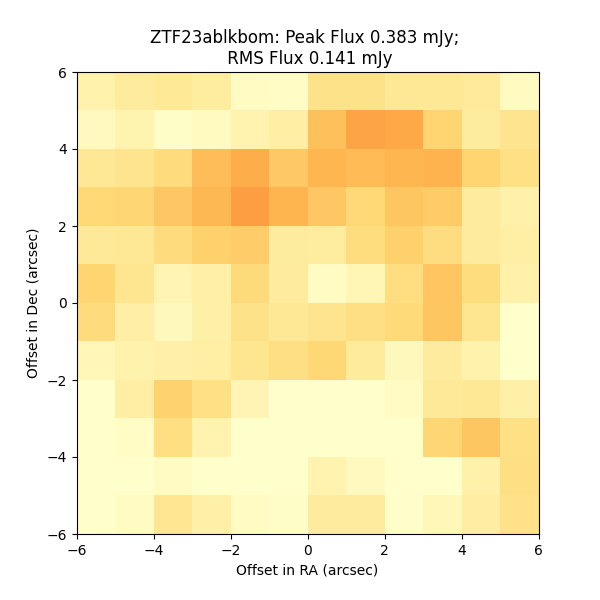 ZTF23ablkbom: Peak Flux 0.383 mJy;
RMS Flux 0.141 mJy
6
4
2
0
−2
−4
−6
Offset in Dec (arcsec)
−6 −4 −2 0 2 4 6
Offset in RA (arcsec)